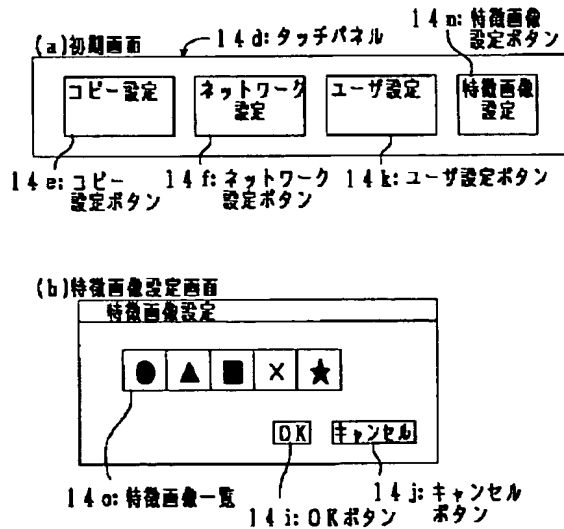 (a)初期画面
14d:タッチパネル
14n:特徴画像
設定ボタン
コピー設定
ネットワーク
設定
ユーザ設定
特徴画像
設定
14e:コピー
設定ボタン
14f:ネットワーク
設定ボタン
14k:ユーザ設定ボタン
(b)特徴画像設定画面
特徴画像設定
OK
キャンセル
14o:特徴画像一覧
14i:OKボタン
14j:キャンセル
ボタン